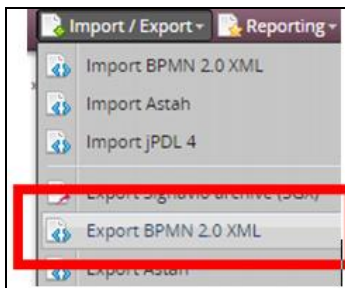 Import / Export Reporting
Import BPMN 2.0 XML
Import Astah
Import jPDL 4
Export Signavio archive (SGX)
Export BPMN 2.0 XML
Export Astah